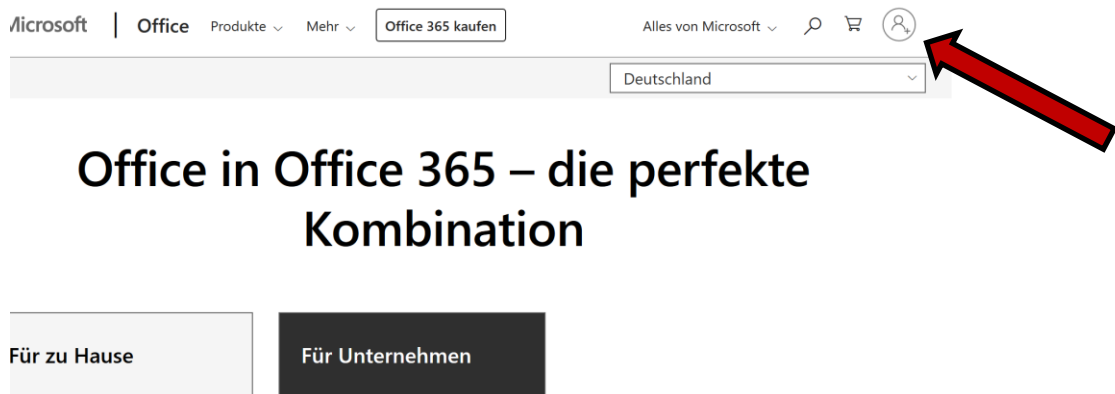 Microsoft Office Produkte Mehr Office 365 kaufen Alles von Microsoft
Deutschland
Office in Office 365 – die perfekte
Kombination
Für zu Hause Für Unternehmen